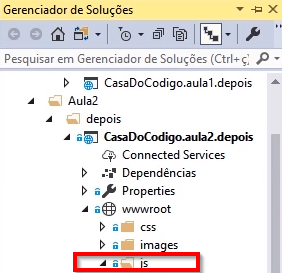 Gerenciador de Soluções
Pesquisar em Gerenciador de Soluções (Ctrl+ç)
CasaDoCodigo.aula1.depois
Aula2
depois
CasaDoCodigo.aula2.depois
Connected Services
Dependências
Properties
wwwroot
css
images
js